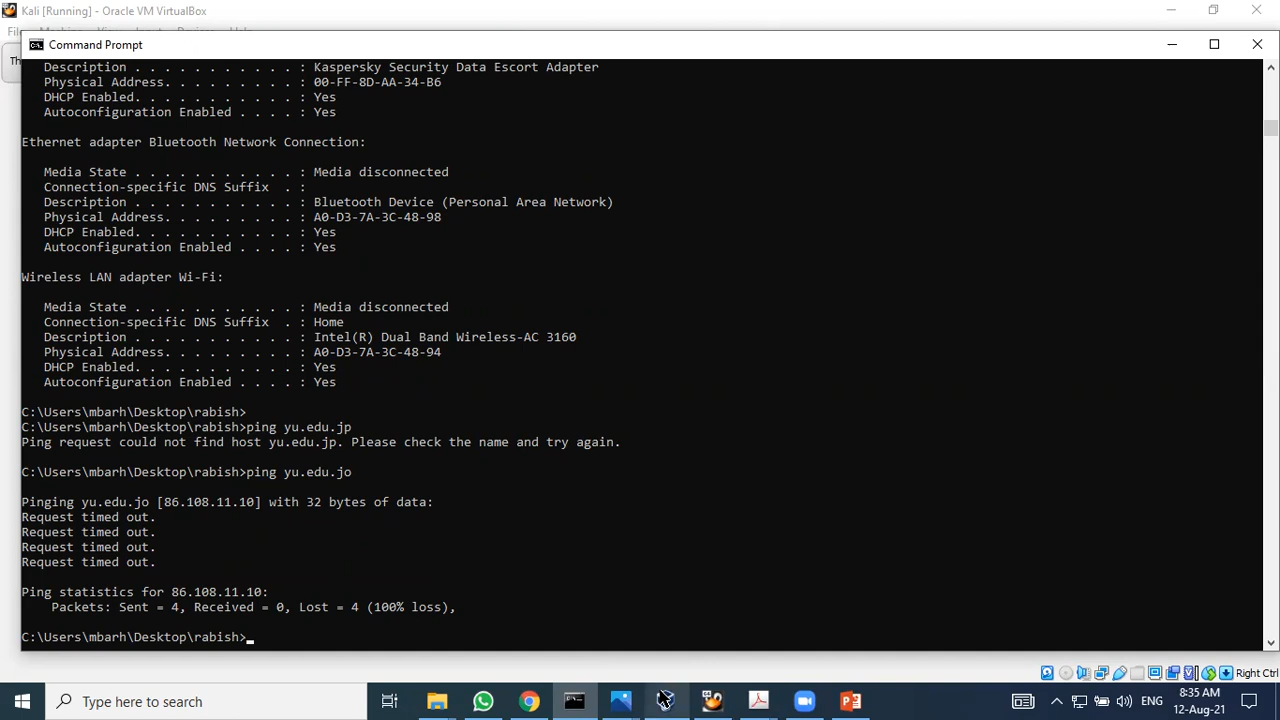 Kali [Running] - Oracle VM VirtualBox
Command Prompt
Description . . . . . . . . . . . : Kaspersky Security Data Escort Adapter
Physical Address. . . . . . . . . : 00-FF-8D-AA-34-B6
DHCP Enabled. . . . . . . . . . . : Yes
Autoconfiguration Enabled . . . . : Yes
Ethernet adapter Bluetooth Network Connection:
Media State . . . . . . . . . . . : Media disconnected
Connection-specific DNS Suffix  . :
Description . . . . . . . . . . . : Bluetooth Device (Personal Area Network)
Physical Address. . . . . . . . . : A0-D3-7A-3C-48-98
DHCP Enabled. . . . . . . . . . . : Yes
Autoconfiguration Enabled . . . . : Yes
Wireless LAN adapter Wi-Fi:
Media State . . . . . . . . . . . : Media disconnected
Connection-specific DNS Suffix  . : Home
Description . . . . . . . . . . . : Intel(R) Dual Band Wireless-AC 3160
Physical Address. . . . . . . . . : A0-D3-7A-3C-48-94
DHCP Enabled. . . . . . . . . . . : Yes
Autoconfiguration Enabled . . . . : Yes
C:\Users\mbarh\Desktop\rabish>
C:\Users\mbarh\Desktop\rabish>ping yu.edu.jp
Ping request could not find host yu.edu.jp. Please check the name and try again.
C:\Users\mbarh\Desktop\rabish>ping yu.edu.jo
Pinging yu.edu.jo [86.108.11.10] with 32 bytes of data:
Request timed out.
Request timed out.
Request timed out.
Request timed out.
Ping statistics for 86.108.11.10:
Packets: Sent = 4, Received = 0, Lost = 4 (100% loss),
C:\Users\mbarh\Desktop\rabish>
Right Ctrl
Type here to search
ENG
8:35 AM
12-Aug-21